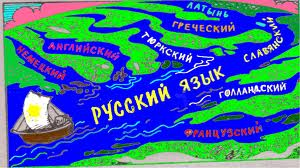 ЛАТЫНЬ
ГРЕЧЕСКИЙ
СЛАВЯНСКИЙ
ТЮРКСКИЙ
АНГЛИЙСКИЙ
НЕМЕЦКИЙ
РУССКИЙ ЯЗЫК
ГОЛЛАНДСКИЙ
ФРАНЦУЗСКИЙ